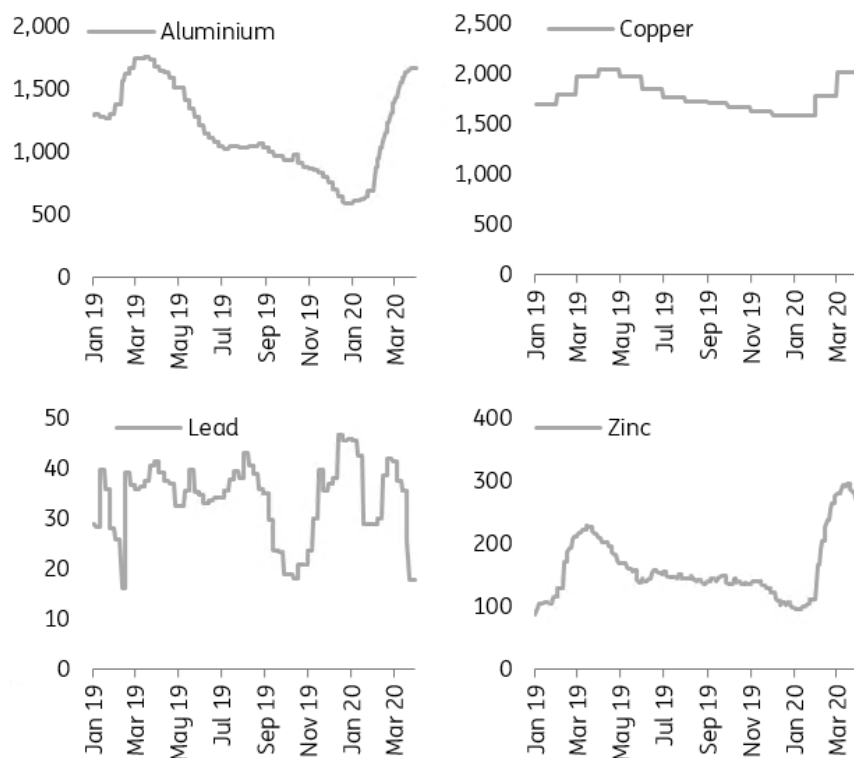 Aluminium
2,000
1,500
1,000
500
0
Jan 19
Mar 19
May 19
Jul 19
Sep 19
Nov 19
Jan 20
Mar 20
Copper
2,500
2,000
1,500
1,000
500
0
Jan 19
Mar 19
May 19
Jul 19
Sep 19
Nov 19
Jan 20
Mar 20
Lead
50
40
30
20
10
0
Jan 19
Mar 19
May 19
Jul 19
Sep 19
Nov 19
Jan 20
Mar 20
Zinc
400
300
200
100
0
Jan 19
Mar 19
May 19
Jul 19
Sep 19
Nov 19
Jan 20
Mar 20